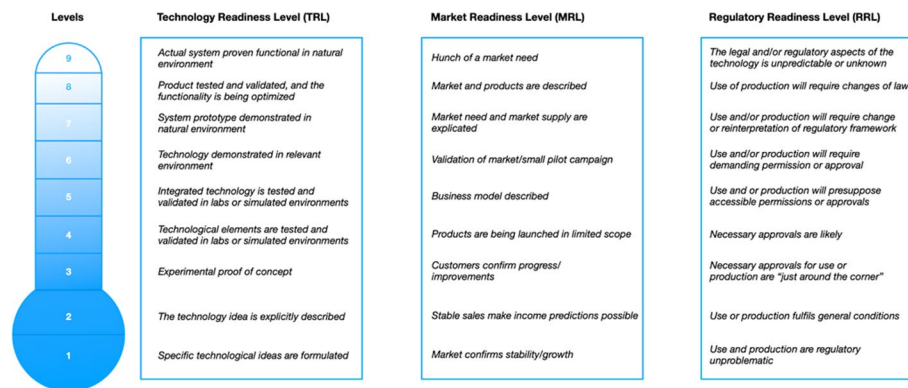 Levels
Technology Readiness Level (TRL)
Market Readiness Level (MRL)
Regulatory Readiness Level (RRL)
9
Actual system proven functional in natural
environment
Hunch of a market need
The legal and/or regulatory aspects of the
technology is unpredictable or unknown
8
Product tested and validated, and the
functionality is being optimized
Market and products are described
Use of production will require changes of law
7
System prototype demonstrated in
natural environment
Market need and market supply are
explicated
Use and/or production will require change
or reinterpretation of regulatory framework
6
Technology demonstrated in relevant
environment
Validation of market/small pilot campaign
Use and/or production will require
demanding permission or approval
5
Integrated technology is tested and
validated in labs or simulated environments
Business model described
Use and or production will presuppose
accessible permissions or approvals
4
Technological elements are tested and
validated in labs or simulated environments
Products are being launched in limited scope
Necessary approvals are likely
3
Experimental proof of concept
Customers confirm progress/
improvements
Necessary approvals for use or
production are “just around the corner”
2
The technology idea is explicitly described
Stable sales make income predictions possible
Use or production fulfils general conditions
1
Specific technological ideas are formulated
Market confirms stability/growth
Use and production are regulatory
unproblematic